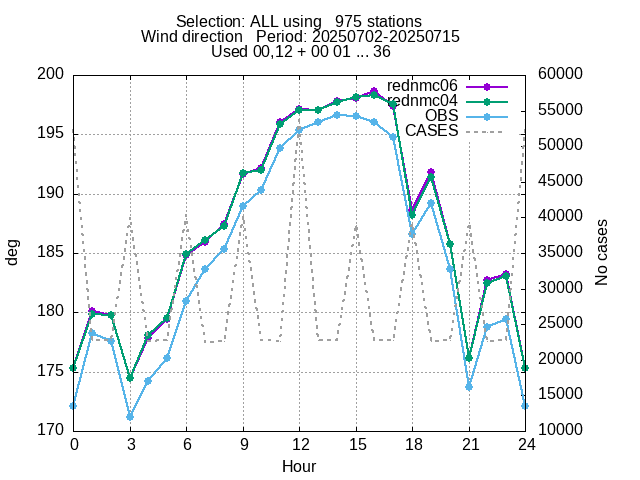 Selection: ALL using   975 stations
Wind direction   Period: 20250702-20250715
Used 00,12 + 00 01 ... 36
200 60000
rednmc06
rednmc04
OBS
CASES
195 55000
190 50000
185 45000
180 40000
175 35000
170 30000
25000
20000
15000
10000
deg
No cases
0 3 6 9 12 15 18 21 24
Hour